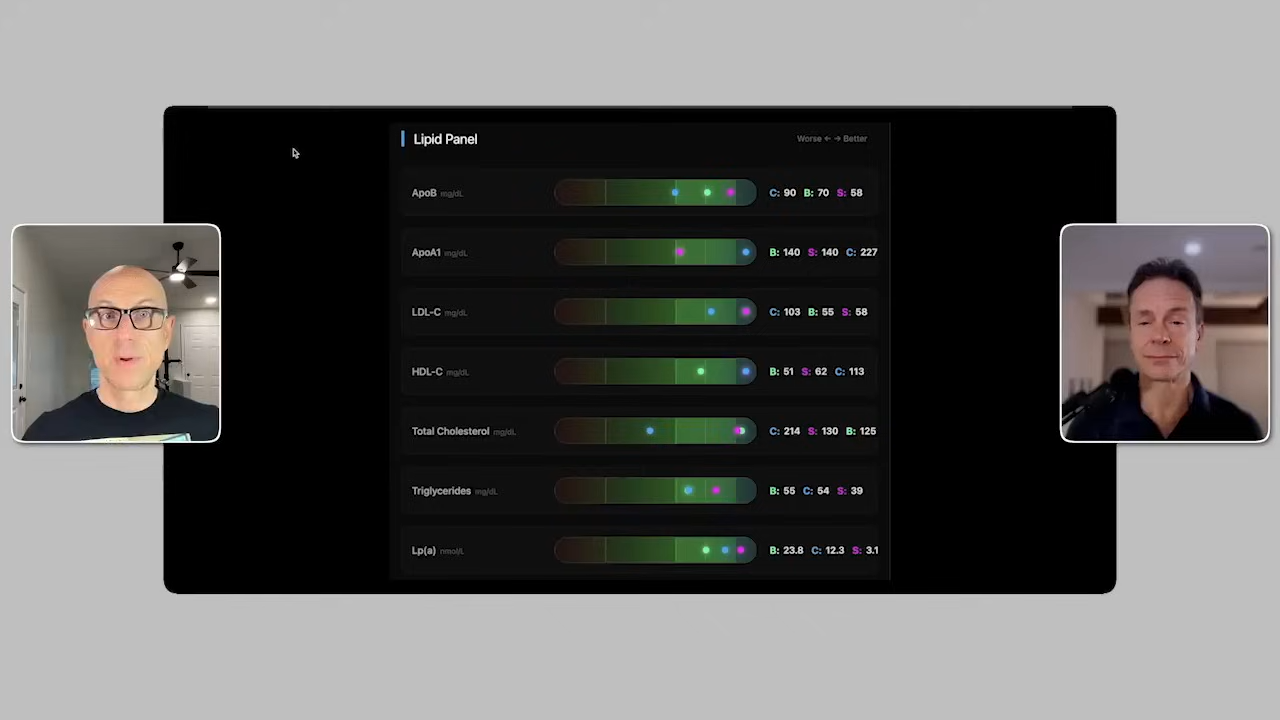 Lipid Panel
Worse ← → Better
ApoB mg/dL C: 90 B: 70 S: 58
ApoA1 mg/dL B: 140 S: 140 C: 227
LDL-C mg/dL C: 103 B: 55 S: 58
HDL-C mg/dL B: 51 S: 62 C: 113
Total Cholesterol mg/dL C: 214 S: 130 B: 125
Triglycerides mg/dL B: 55 C: 54 S: 39
Lp(a) nmol/L B: 23.8 C: 12.3 S: 3.1